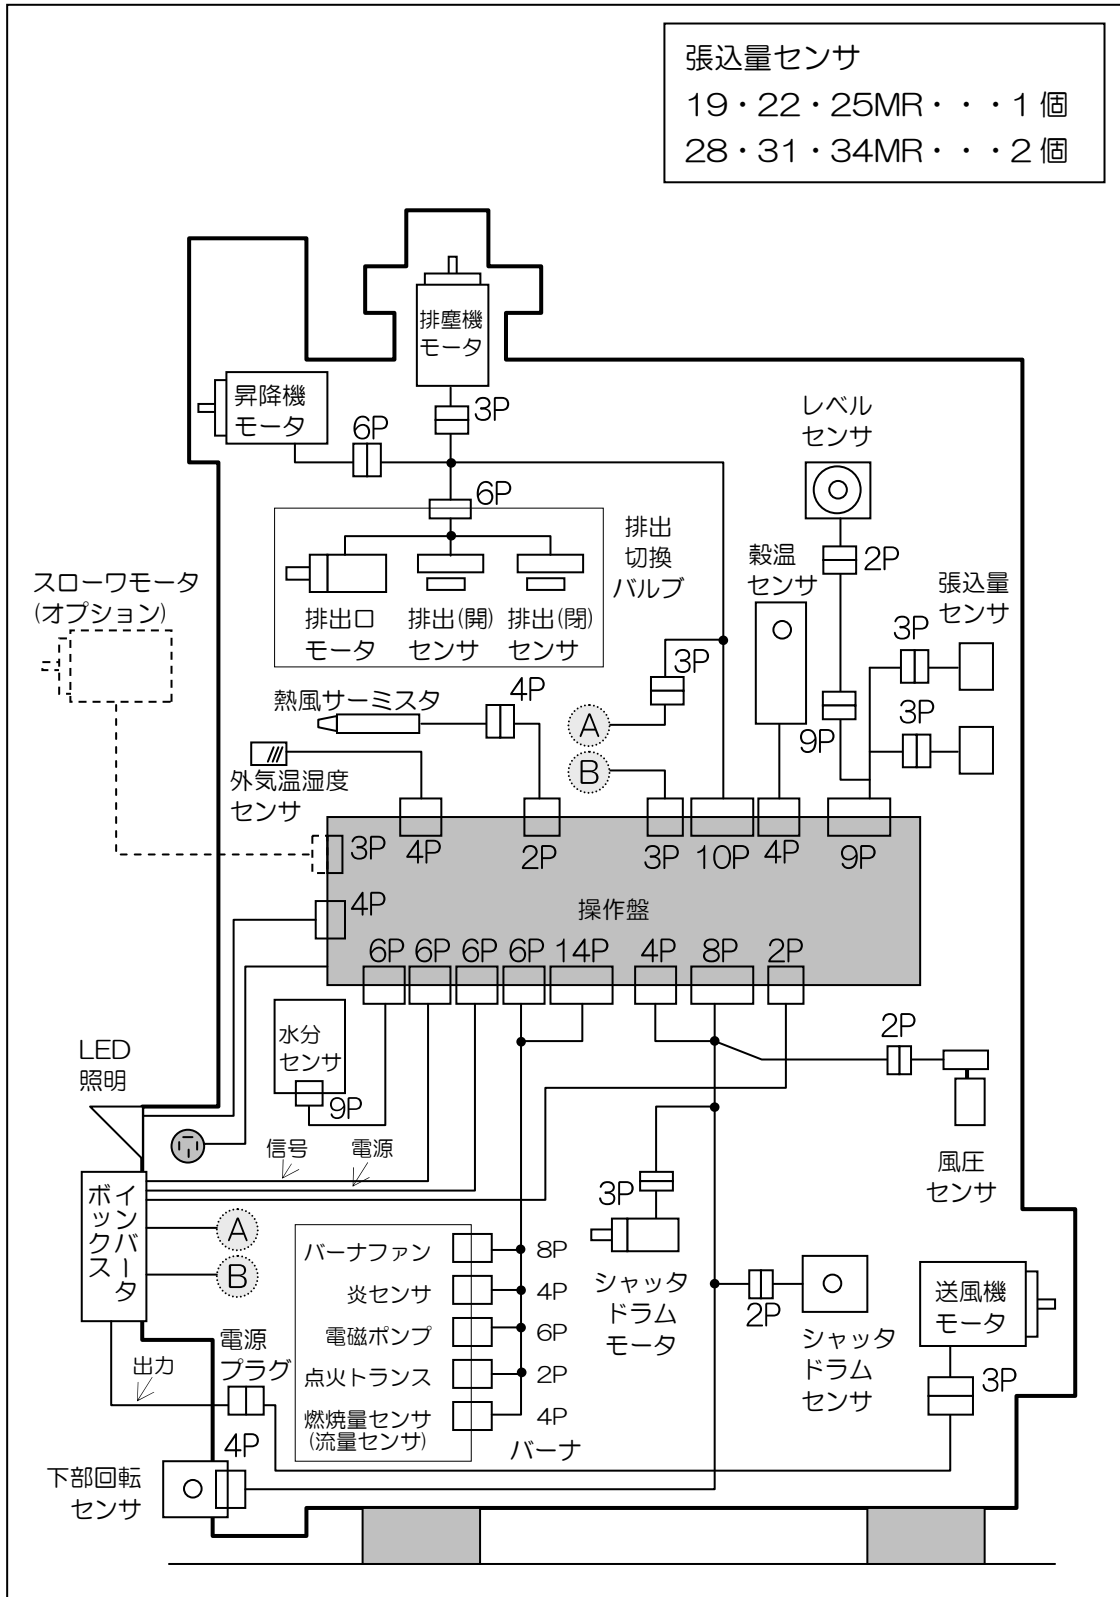 張込量センサ
19・22・25MR・・・1個
28・31・34MR・・・2個
排塵機
モータ
3P
昇降機
モータ
6P
6P
排出
切換
バルブ
排出口
モータ
排出(開)
センサ
排出(閉)
センサ
レベル
センサ
2P
穀温
センサ
張込量
センサ
3P
3P
9P
スローワモータ
(オプション)
熱風サーミスタ
4P
3P
A
B
外気温湿度
センサ
3P
4P
2P
3P
10P
4P
9P
4P
操作盤
6P
6P
6P
6P
14P
4P
8P
2P
水分
センサ
9P
LED
照明
信号
電源
2P
風圧
センサ
インバータ
ボックス
A
B
3P
シャッタ
ドラム
モータ
2P
シャッタ
ドラム
センサ
送風機
モータ
3P
バーナファン
8P
炎センサ
4P
電磁ポンプ
6P
点火トランス
2P
燃焼量センサ
(流量センサ)
4P
バーナ
出力
電源
プラグ
4P
下部回転
センサ